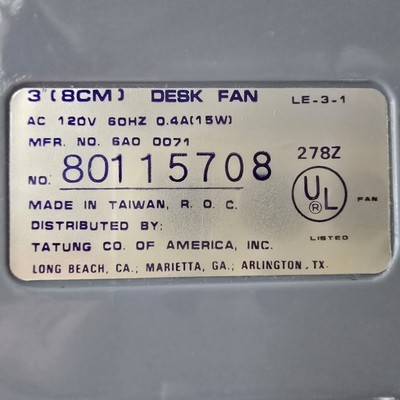 3" (8CM) DESK FAN LE-3-1
AC 120V 60HZ 0.4A(15W)
MFR. NO. 6A0 0071
NO. 80115708 278Z
UL ® FAN
MADE IN TAIWAN, R. O. C.
DISTRIBUTED BY: LISTED
TATUNG CO. OF AMERICA, INC.
LONG BEACH, CA.; MARIETTA, GA.; ARLINGTON, TX.